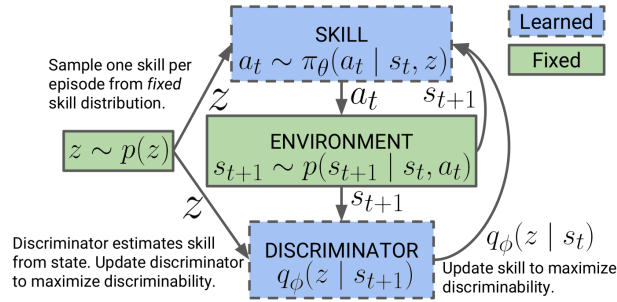 SKILL
a_t ∼ π_θ(a_t | s_t, z)
Learned
Fixed
Sample one skill per
episode from fixed
skill distribution.
z
a_t
s_{t+1}
z ∼ p(z)
ENVIRONMENT
s_{t+1} ∼ p(s_{t+1} | s_t, a_t)
z
s_{t+1}
Discriminator estimates skill
from state. Update discriminator
to maximize discriminability.
DISCRIMINATOR
q_ϕ(z | s_{t+1})
q_ϕ(z | s_t)
Update skill to maximize
discriminability.